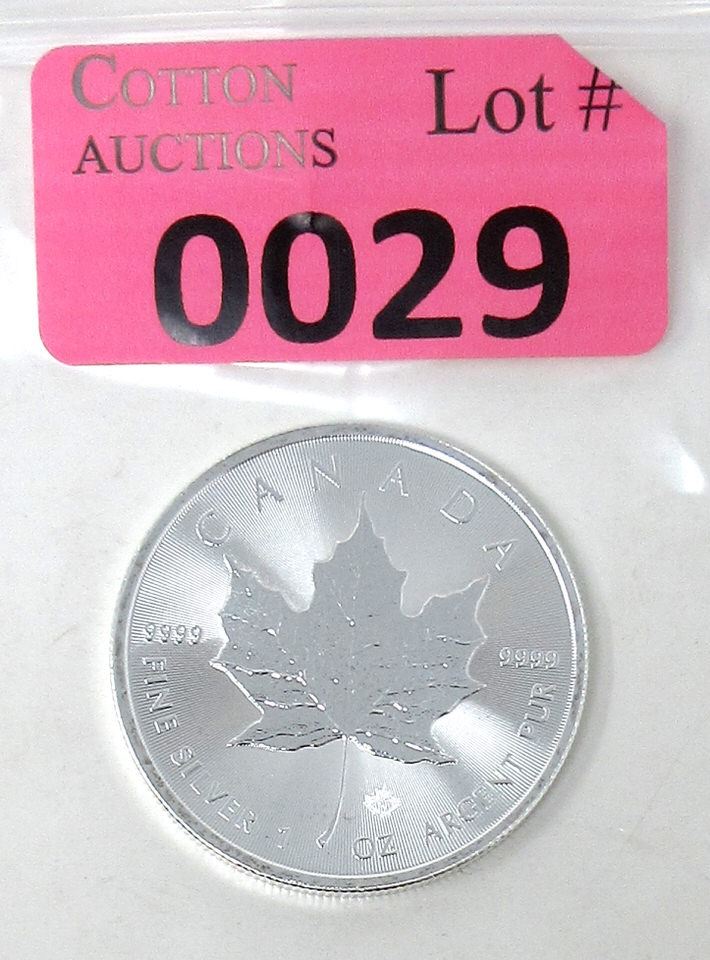 COTTON
AUCTIONS
Lot #
0029
CANADA
9999
9999
FINE SILVER 1 OZ ARGENT PUR